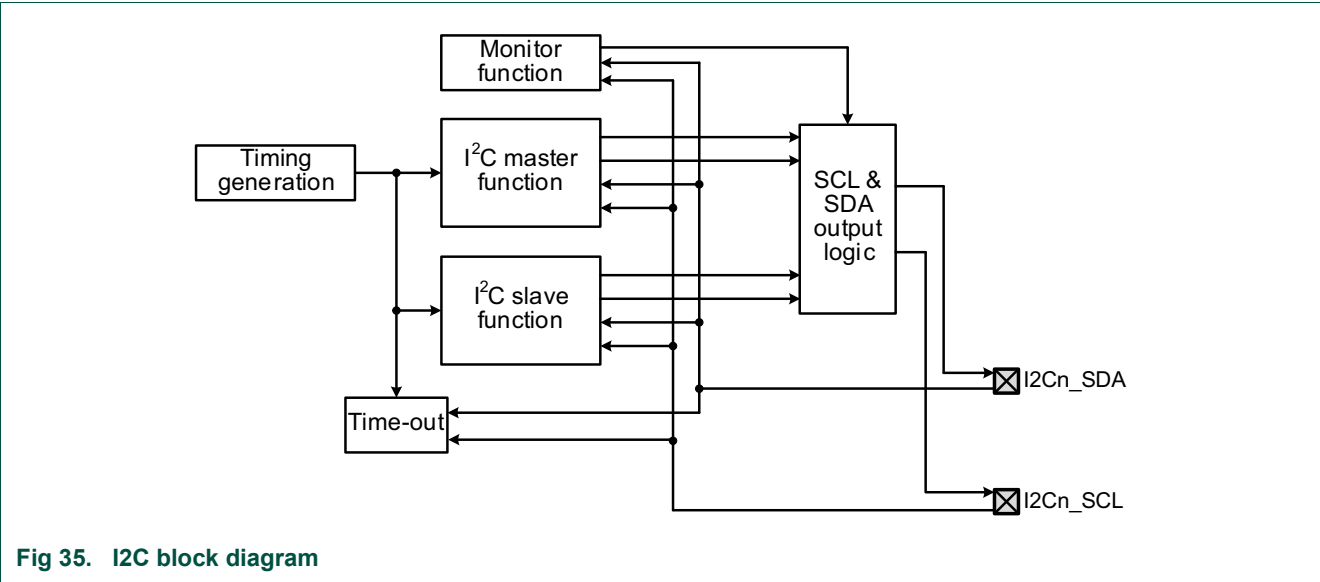 Monitor
function
Timing
generation
I²C master
function
SCL &
SDA
output
logic
I²C slave
function
I2Cn_SDA
Time-out
I2Cn_SCL
Fig 35. I2C block diagram